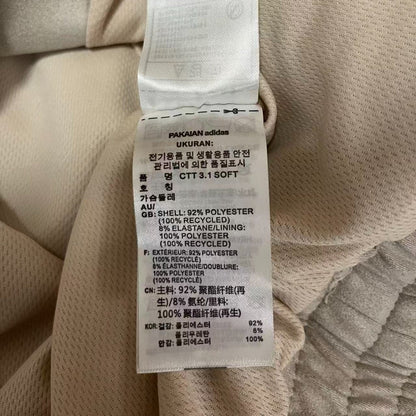 PAKAIAN adidas
UKURAN:
전기용품 및 생활용품 안전
관리법에 의한 품질표시
품 명 CTT 3.1 SOFT
호 칭
가슴둘레
AU/
GB: SHELL: 92% POLYESTER
(100% RECYCLED)
8% ELASTANE/LINING:
100% POLYESTER
(100% RECYCLED)
F: EXTÉRIEUR: 92% POLYESTER
(100% RECYCLÉ)
8% ÉLASTHANNE/DOUBLURE:
100% POLYESTER
(100% RECYCLÉ)
CN: 主料: 92% 聚酯纤维(再
生)/8% 氨纶/里料:
100% 聚酯纤维(再生)
KOR: 겉감: 폴리에스터 92%
폴리우레탄 8%
안감: 폴리에스터 100%